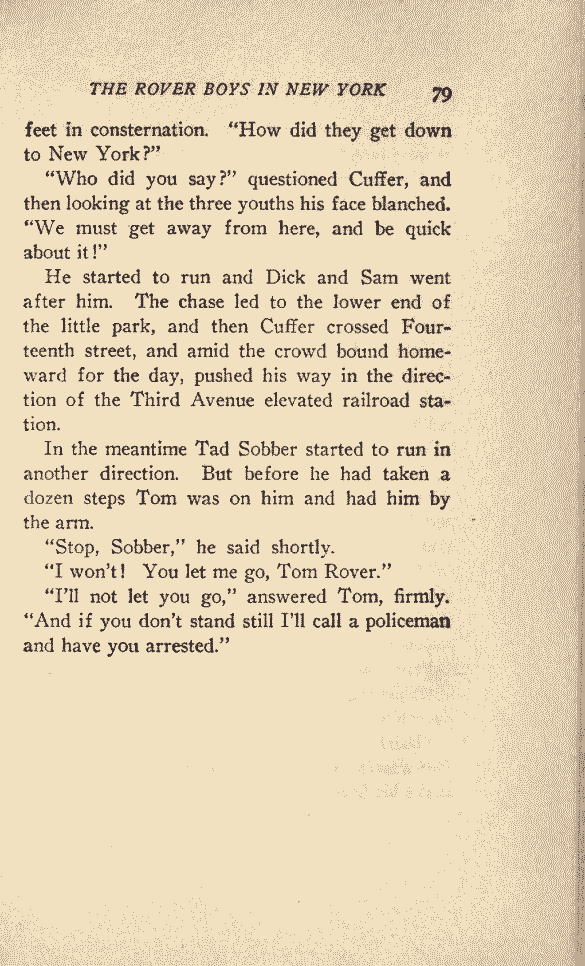 THE ROVER BOYS IN NEW YORK 79
feet in consternation. “How did they get down
to New York?”
“Who did you say?” questioned Cuffer, and
then looking at the three youths his face blanched.
“We must get away from here, and be quick
about it!”
He started to run and Dick and Sam went
after him. The chase led to the lower end of
the little park, and then Cuffer crossed Four-
teenth street, and amid the crowd bound home-
ward for the day, pushed his way in the direc-
tion of the Third Avenue elevated railroad sta-
tion.
In the meantime Tad Sobber started to run in
another direction. But before he had taken a
dozen steps Tom was on him and had him by
the arm.
“Stop, Sobber,” he said shortly.
“I won't! You let me go, Tom Rover.”
“I'll not let you go,” answered Tom, firmly.
“And if you don't stand still I'll call a policeman
and have you arrested.”